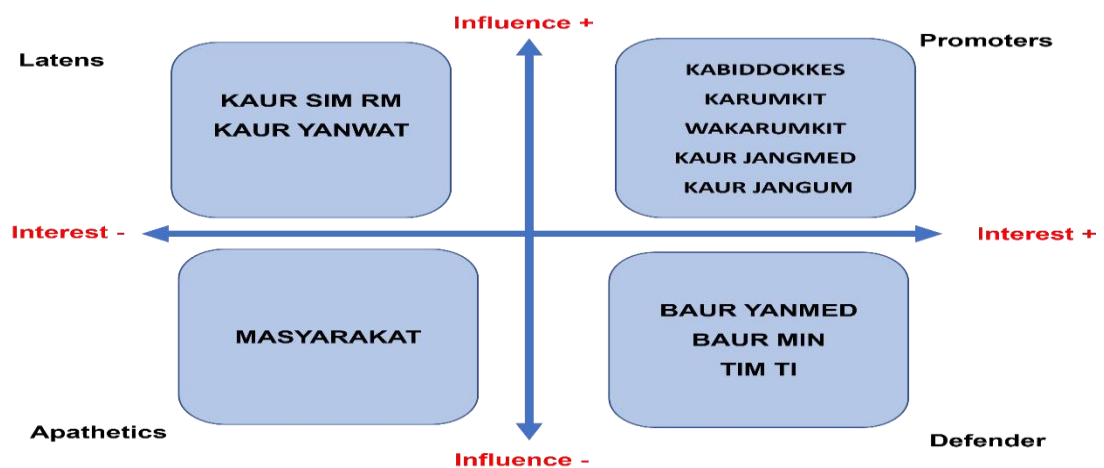 Influence +
Promoters
Latens
KAUR SIM RM
KAUR YANWAT
KABIDDOKKES
KARUMKIT
WAKARUMKIT
KAUR JANGMED
KAUR JANGUM
Interest -
Interest +
MASYARAKAT
BAUR YANMED
BAUR MIN
TIM TI
Apathetics
Defender
Influence -